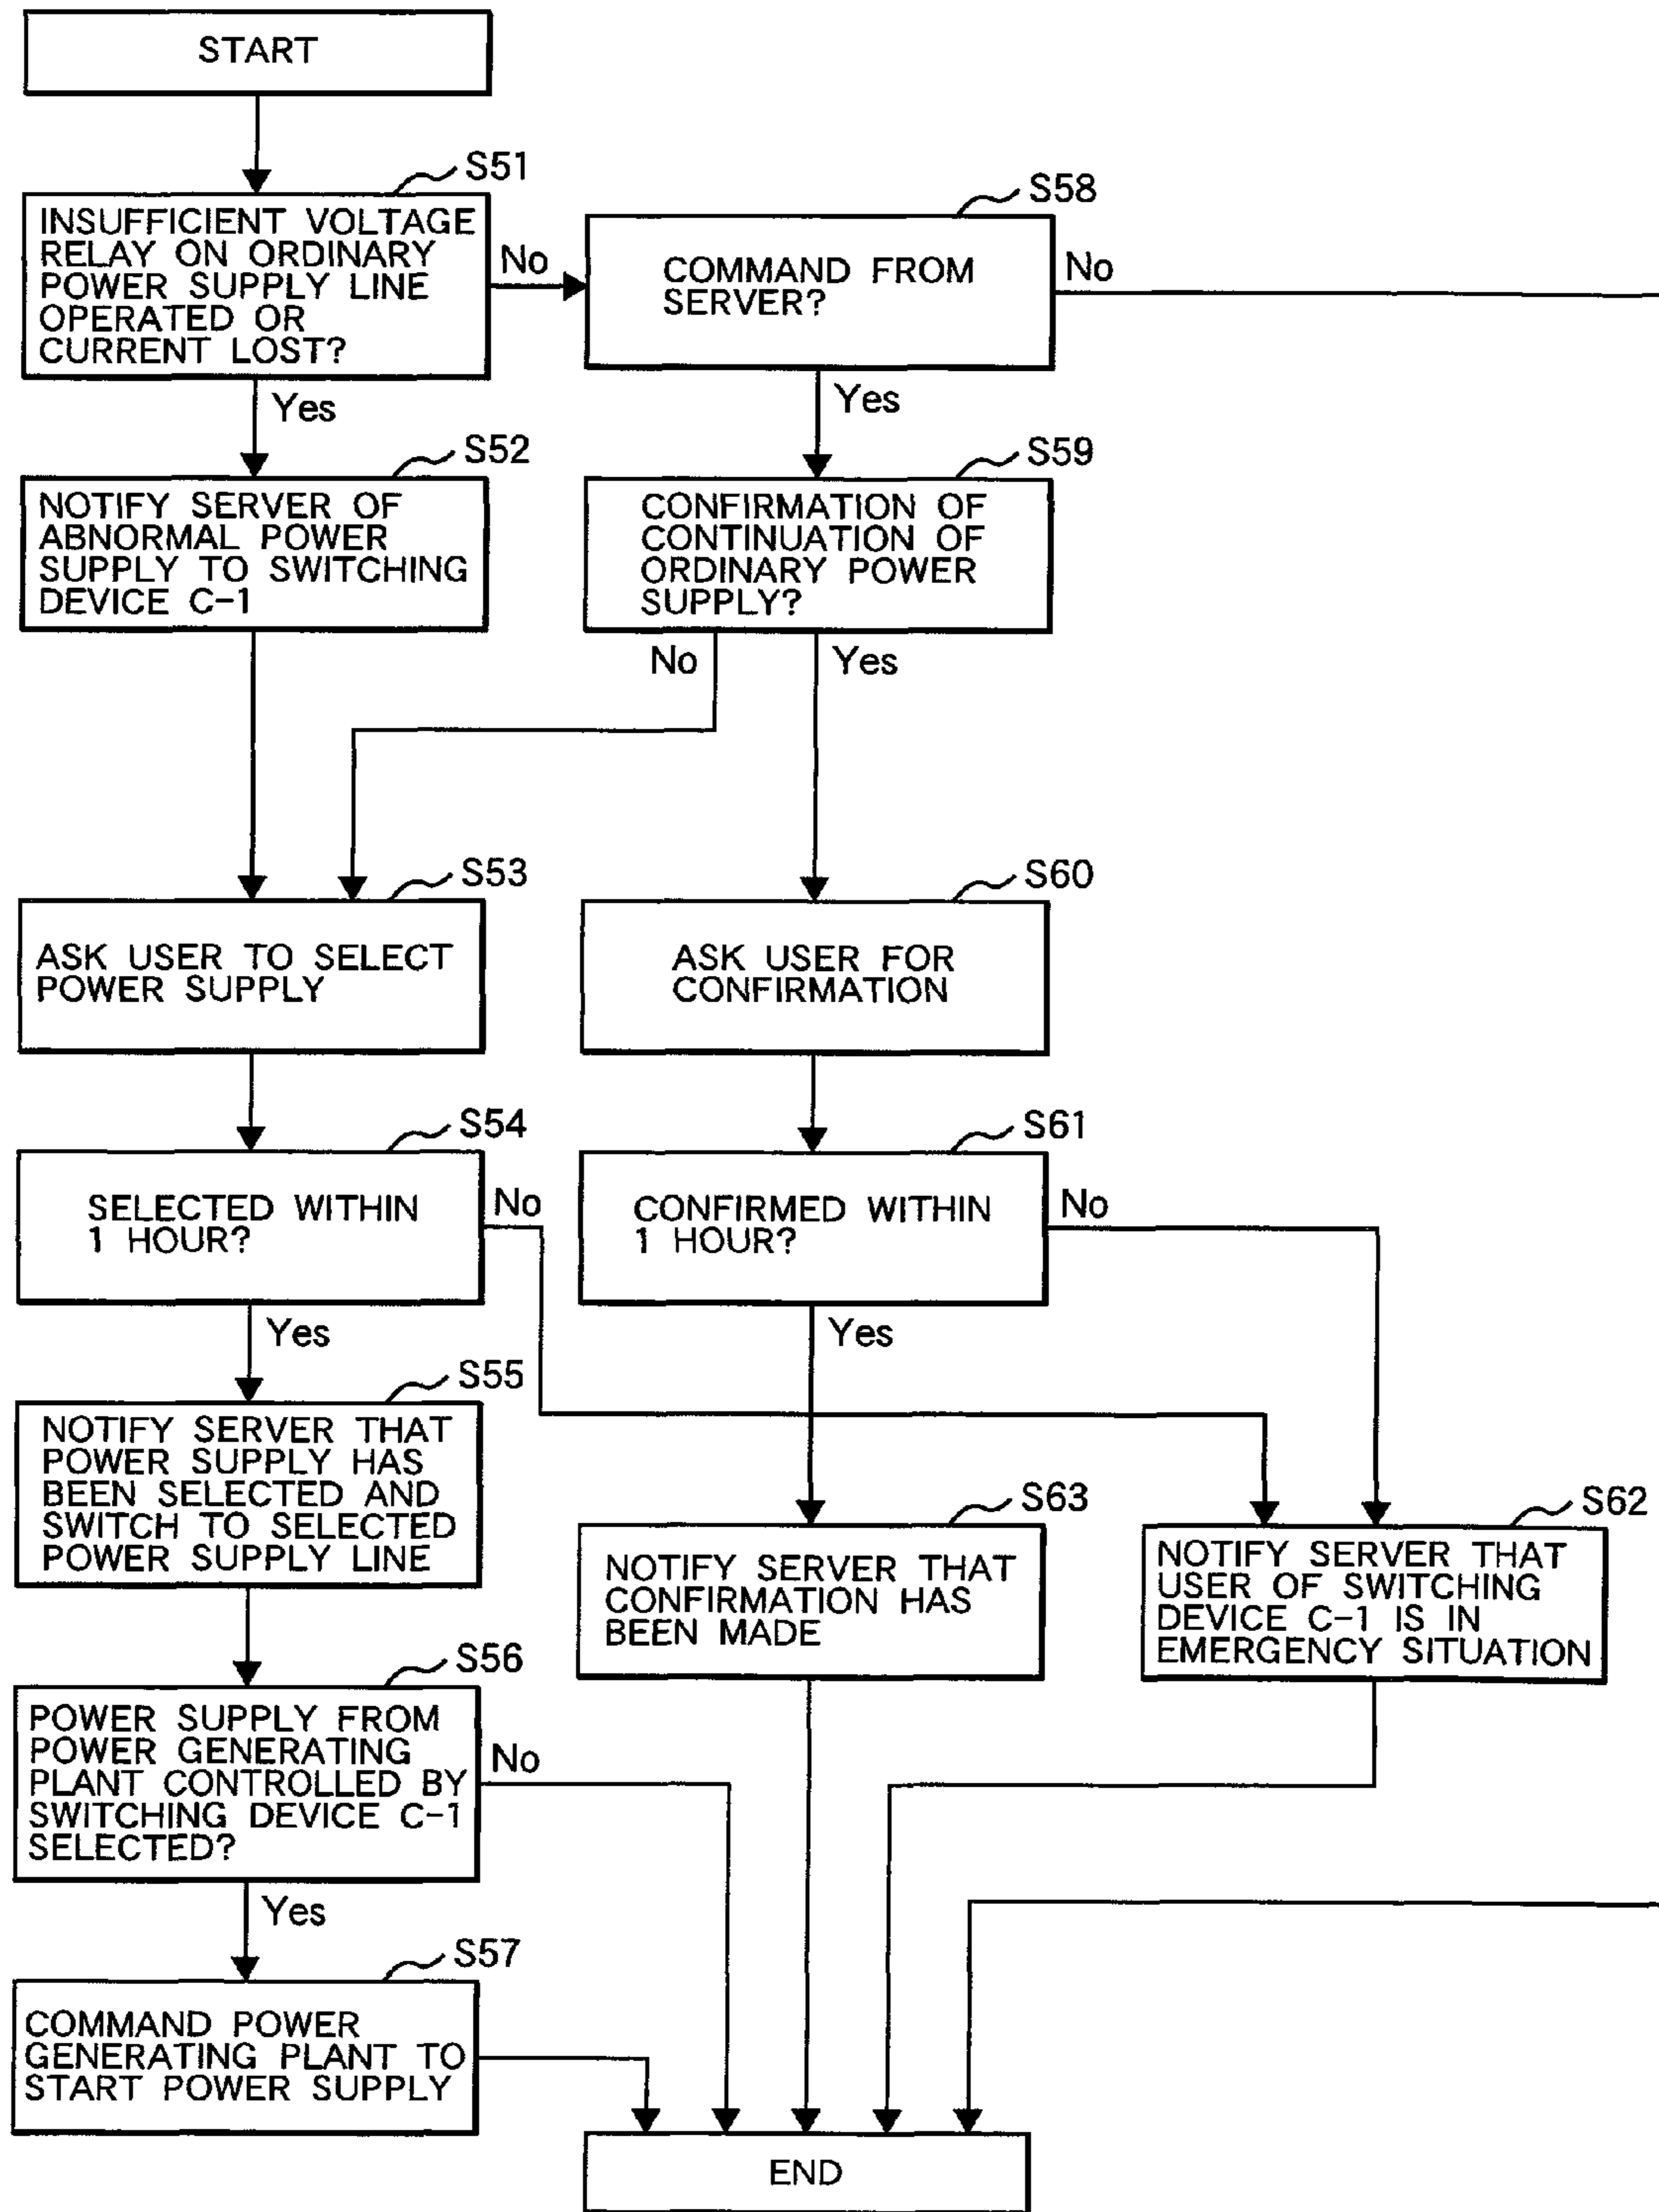 START
S51
INSUFFICIENT VOLTAGE
RELAY ON ORDINARY
POWER SUPPLY LINE
OPERATED OR
CURRENT LOST?
No
Yes
S58
COMMAND FROM
SERVER?
No
Yes
S52
NOTIFY SERVER OF
ABNORMAL POWER
SUPPLY TO SWITCHING
DEVICE C-1
S59
CONFIRMATION OF
CONTINUATION OF
ORDINARY POWER
SUPPLY?
No
Yes
S53
ASK USER TO SELECT
POWER SUPPLY
S60
ASK USER FOR
CONFIRMATION
S54
SELECTED WITHIN
1 HOUR?
No
Yes
S61
CONFIRMED WITHIN
1 HOUR?
No
Yes
S55
NOTIFY SERVER THAT
POWER SUPPLY HAS
BEEN SELECTED AND
SWITCH TO SELECTED
POWER SUPPLY LINE
S63
NOTIFY SERVER THAT
CONFIRMATION HAS
BEEN MADE
S62
NOTIFY SERVER THAT
USER OF SWITCHING
DEVICE C-1 IS IN
EMERGENCY SITUATION
S56
POWER SUPPLY FROM
POWER GENERATING
PLANT CONTROLLED BY
SWITCHING DEVICE C-1
SELECTED?
No
Yes
S57
COMMAND POWER
GENERATING PLANT TO
START POWER SUPPLY
END